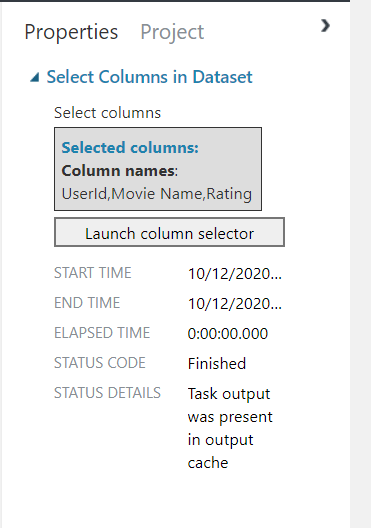 Properties Project
Select Columns in Dataset
Select columns
Selected columns:
Column names:
UserId,Movie Name,Rating
Launch column selector
START TIME 10/12/2020...
END TIME 10/12/2020...
ELAPSED TIME 0:00:00.000
STATUS CODE Finished
STATUS DETAILS Task output
was present
in output
cache